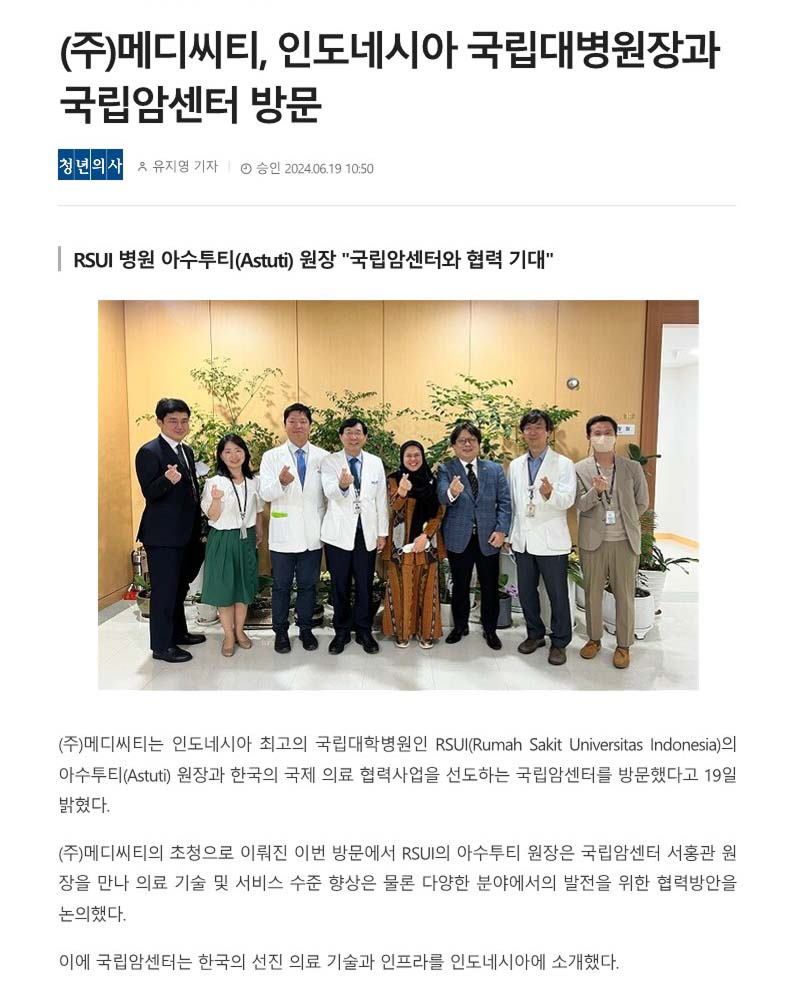 (주)메디씨티, 인도네시아 국립대병원장과
국립암센터 방문
청년의사 유지영 기자 승인 2024.06.19 10:50
RSUI 병원 아수투티(Astuti) 원장 "국립암센터와 협력 기대"
(주)메디씨티는 인도네시아 최고의 국립대학병원인 RSUI(Rumah Sakit Universitas Indonesia)의
아수투티(Astuti) 원장과 한국의 국제 의료 협력사업을 선도하는 국립암센터를 방문했다고 19일
밝혔다.
(주)메디씨티의 초청으로 이뤄진 이번 방문에서 RSUI의 아수투티 원장은 국립암센터 서홍관 원
장을 만나 의료 기술 및 서비스 수준 향상은 물론 다양한 분야에서의 발전을 위한 협력방안을
논의했다.
이에 국립암센터는 한국의 선진 의료 기술과 인프라를 인도네시아에 소개했다.